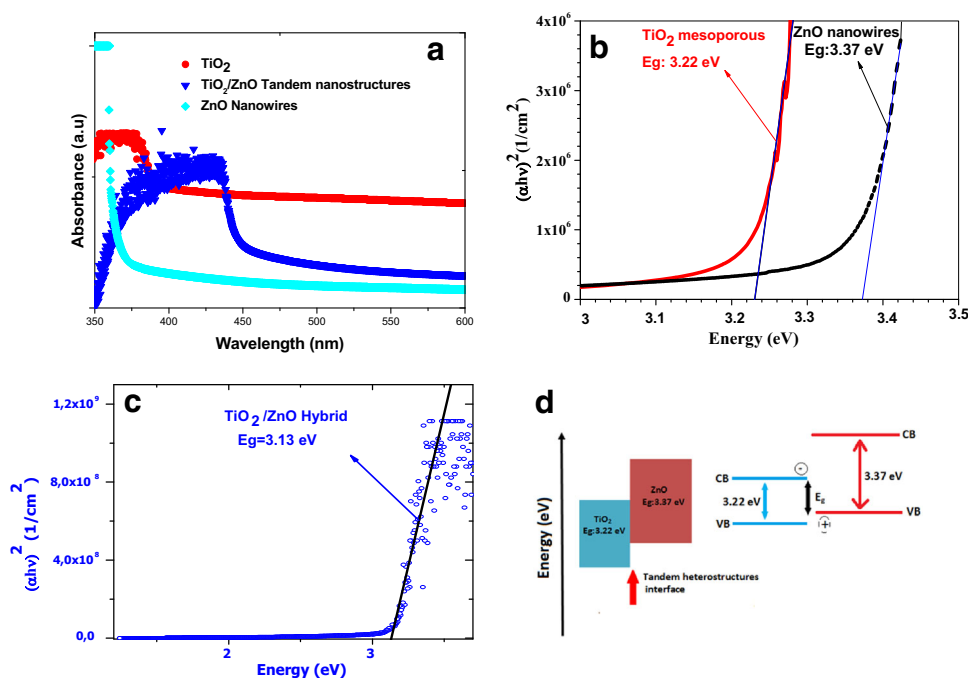 a
TiO2
TiO2/ZnO Tandem nanostructures
ZnO Nanowires
Absorbance (a.u)
350 400 450 500 550 600
Wavelength (nm)
b
TiO2 mesoporous
Eg: 3.22 eV
ZnO nanowires
Eg:3.37 eV
(αhν)2 (1/cm2)
4x10^6
3x10^6
2x10^6
1x10^6
0
3 3.1 3.2 3.3 3.4 3.5
Energy (eV)
c
TiO2 /ZnO Hybrid
Eg=3.13 eV
(αhν)2 (1/cm2)
1,2x10^9
8,0x10^8
4,0x10^8
0,0
2 3
Energy (eV)
d
Energy (eV)
TiO2
Eg:3.22 eV
ZnO
Eg:3.37 eV
Tandem heterostructures
interface
CB
3.22 eV
VB
-
Eg
+
CB
3.37 eV
VB